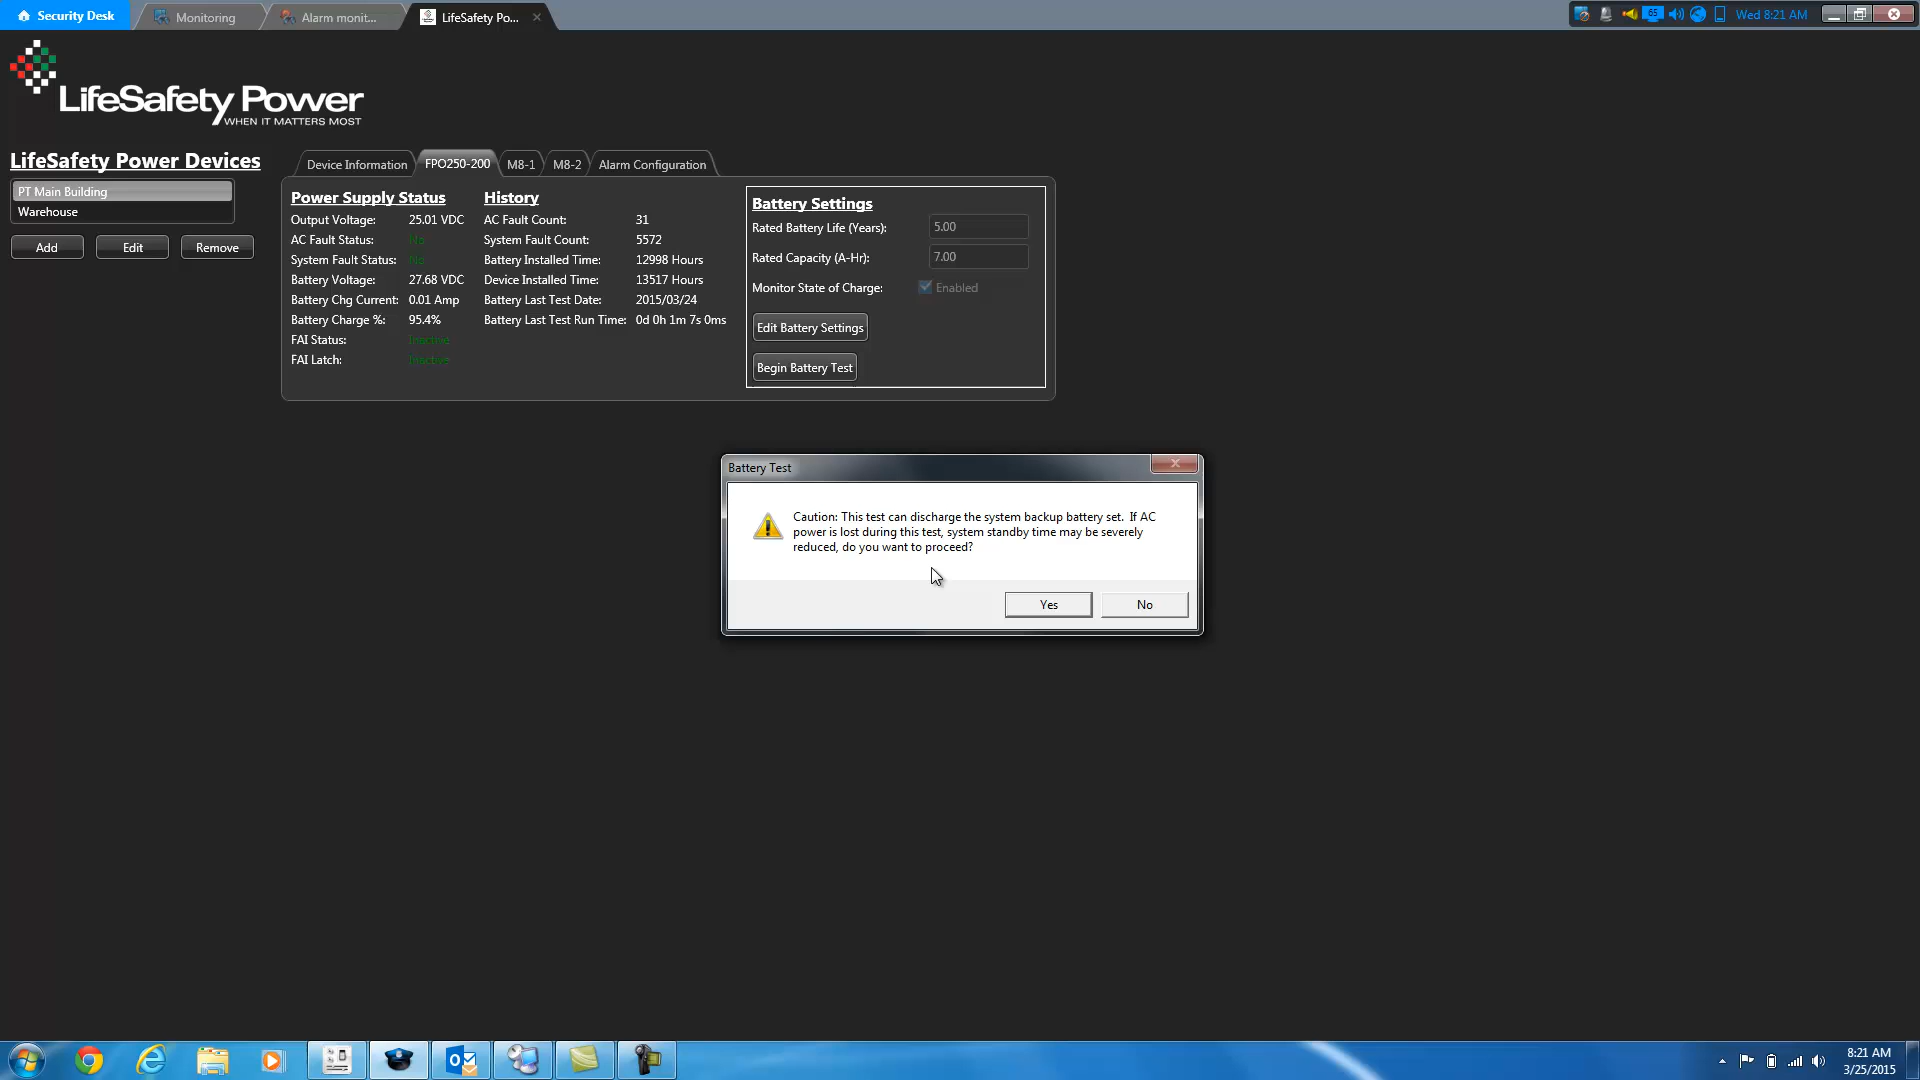 Security Desk
Monitoring
Alarm monit...
LifeSafety Po...
65
Wed 8:21 AM
LifeSafety Power
WHEN IT MATTERS MOST
LifeSafety Power Devices
PT Main Building
Warehouse
Add
Edit
Remove
Device Information
FPO250-200
M8-1
M8-2
Alarm Configuration
Power Supply Status
Output Voltage: 25.01 VDC
AC Fault Status: No
System Fault Status: No
Battery Voltage: 27.68 VDC
Battery Chg Current: 0.01 Amp
Battery Charge %: 95.4%
FAI Status: Inactive
FAI Latch: Inactive
History
AC Fault Count: 31
System Fault Count: 5572
Battery Installed Time: 12998 Hours
Device Installed Time: 13517 Hours
Battery Last Test Date: 2015/03/24
Battery Last Test Run Time: 0d 0h 1m 7s 0ms
Battery Settings
Rated Battery Life (Years): 5.00
Rated Capacity (A-Hr): 7.00
Monitor State of Charge: Enabled
Edit Battery Settings
Begin Battery Test
Battery Test
Caution: This test can discharge the system backup battery set. If AC
power is lost during this test, system standby time may be severely
reduced, do you want to proceed?
Yes
No
8:21 AM
3/25/2015